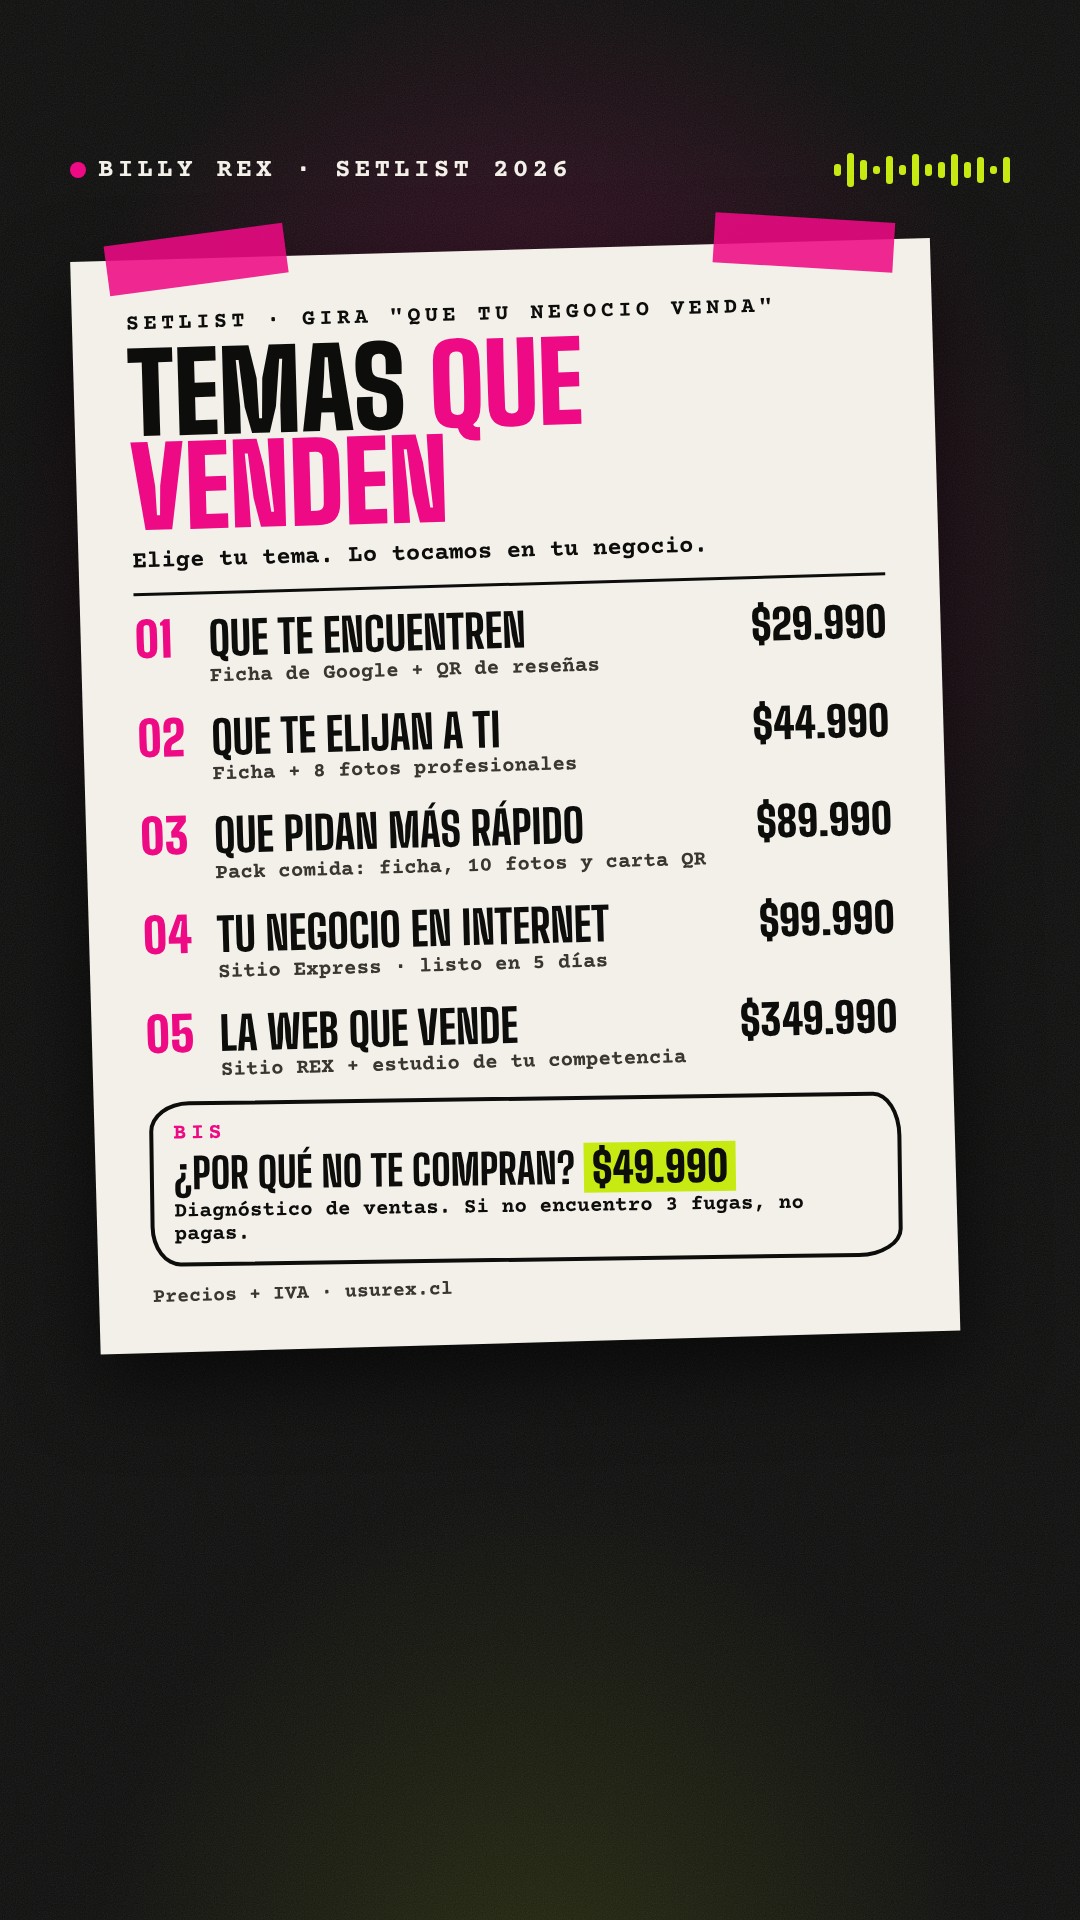 BILLY REX · SETLIST 2026
SETLIST · GIRA "QUE TU NEGOCIO VENDA"
TEMAS QUE
VENDEN
Elige tu tema. Lo tocamos en tu negocio.
01 QUE TE ENCUENTREN $29.990
Ficha de Google + QR de reseñas
02 QUE TE ELIJAN A TI $44.990
Ficha + 8 fotos profesionales
03 QUE PIDAN MÁS RÁPIDO $89.990
Pack comida: ficha, 10 fotos y carta QR
04 TU NEGOCIO EN INTERNET $99.990
Sitio Express · listo en 5 días
05 LA WEB QUE VENDE $349.990
Sitio REX + estudio de tu competencia
BIS
¿POR QUÉ NO TE COMPRAN? $49.990
Diagnóstico de ventas. Si no encuentro 3 fugas, no
pagas.
Precios + IVA · usurex.cl